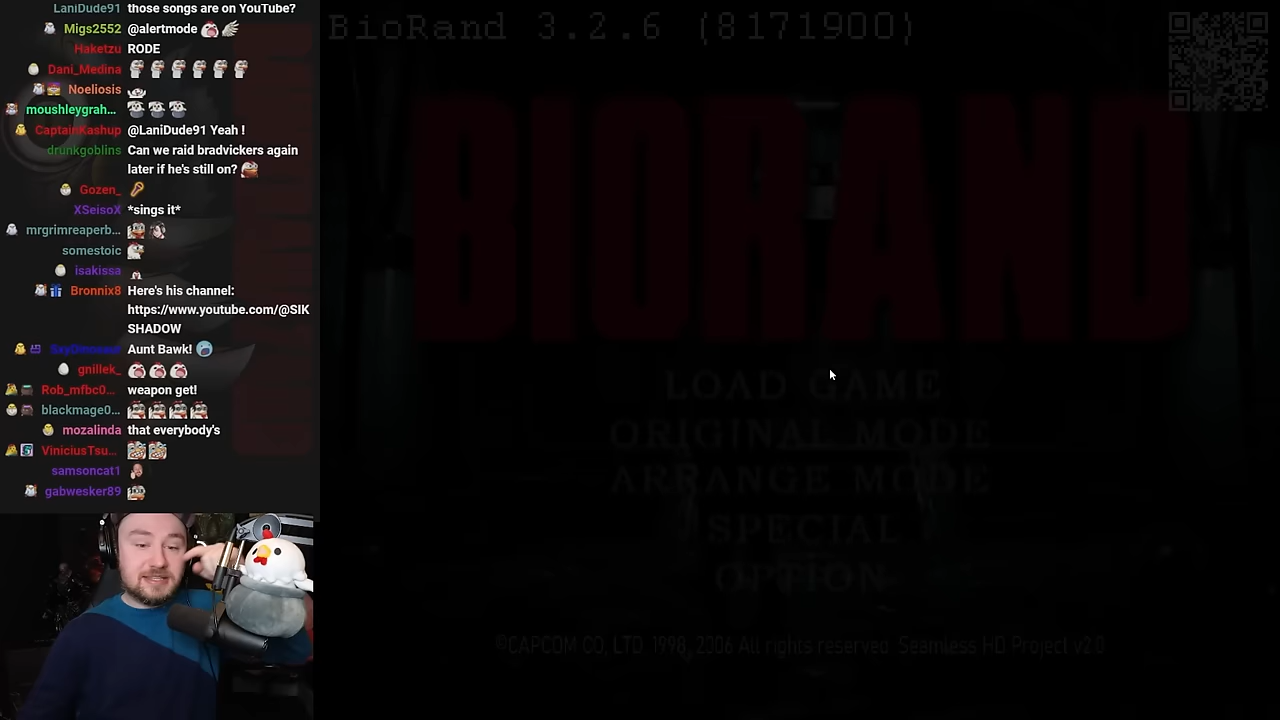 LaniDude91 those songs are on YouTube?
Migs2552 @alertmode
Haketzu RODE
Dani_Medina
Noeliosis
moushleygrah...
CaptainKashup @LaniDude91 Yeah !
drunkgoblins Can we raid bradvickers again
later if he's still on?
Gozen_
XSeisoX *sings it*
mrgrimreaperb...
somestoic
isakissa
Bronnix8 Here's his channel:
https://www.youtube.com/@SIK
SHADOW
Aunt Bawk!
gnillek_
Rob_mfbc0... weapon get!
blackmage0...
mozalinda that everybody's
ViniciusTsu...
samsoncat1
gabwesker89
BioRand 3.2.6 (8171900)
BIORAND
LOAD GAME
ORIGINAL MODE
ARRANGE MODE
SPECIAL
OPTION
©CAPCOM CO., LTD. 1998, 2006 All rights reserved. Seamless HD Project v2.0